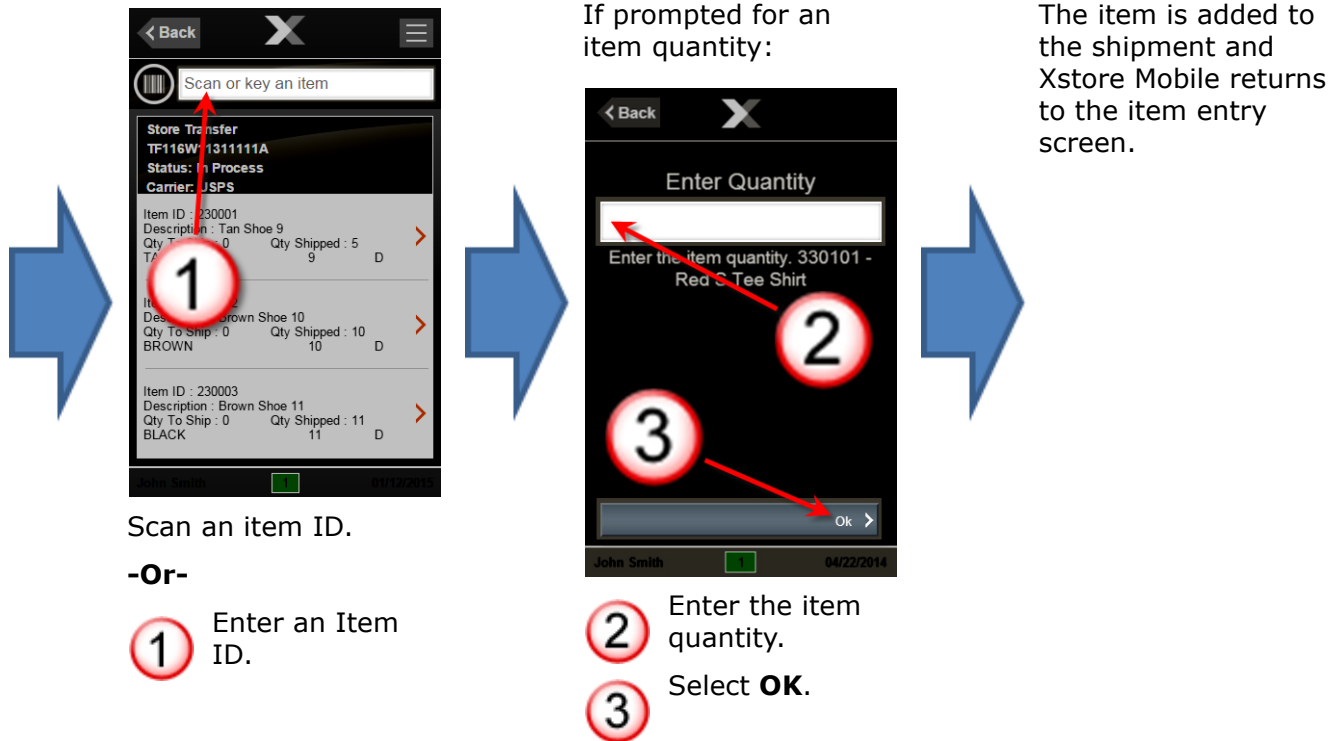 Back
Scan or key an item
Store Transfer
Status: In Process
Carrier: USPS
Item ID : 230001
Description : Tan Shoe 9
Qty Shipped : 5
9 D
Brown Shoe 10
Qty To Ship : 0 Qty Shipped : 10
BROWN 10 D
Item ID : 230003
Description : Brown Shoe 11
Qty To Ship : 0 Qty Shipped : 11
BLACK 11 D
John Smith 1 01/12/2015
1
Scan an item ID.
-Or-
1 Enter an Item
ID.
If prompted for an
item quantity:
Back
Enter Quantity
Enter the item quantity. 330101 -
Red S Tee Shirt
2
3
Ok
John Smith 1 04/22/2014
2 Enter the item
quantity.
3 Select OK.
The item is added to
the shipment and
Xstore Mobile returns
to the item entry
screen.